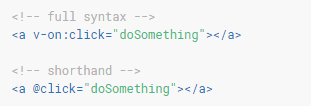 <!-- full syntax -->
<a v-on:click="doSomething"></a>
<!-- shorthand -->
<a @click="doSomething"></a>